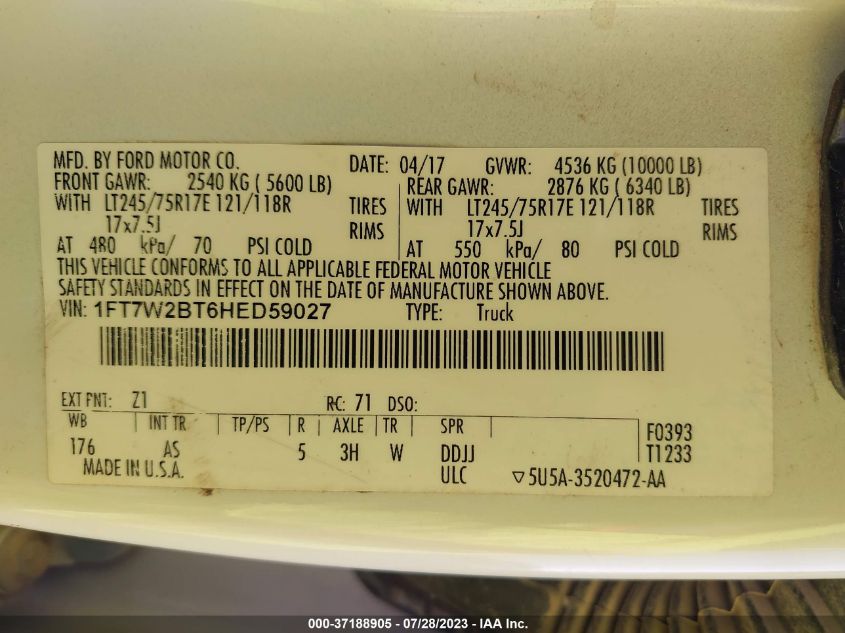 MFD. BY FORD MOTOR CO. DATE: 04/17 GVWR: 4536 KG (10000 LB)
FRONT GAWR: 2540 KG ( 5600 LB) REAR GAWR: 2876 KG ( 6340 LB)
WITH LT245/75R17E 121/118R TIRES WITH LT245/75R17E 121/118R TIRES
17x7.5J RIMS 17x7.5J RIMS
AT 480 kPa/ 70 PSI COLD AT 550 kPa/ 80 PSI COLD
THIS VEHICLE CONFORMS TO ALL APPLICABLE FEDERAL MOTOR VEHICLE
SAFETY STANDARDS IN EFFECT ON THE DATE OF MANUFACTURE SHOWN ABOVE.
VIN: 1FT7W2BT6HED59027 TYPE: Truck
EXT PNT: Z1 RC: 71 DSO:
WB INT TR TP/PS R AXLE TR SPR F0393
176 AS 5 3H W DDJJ T1233
MADE IN U.S.A. ULC ▽5U5A-3520472-AA
000-37188905 - 07/28/2023 - IAA Inc.